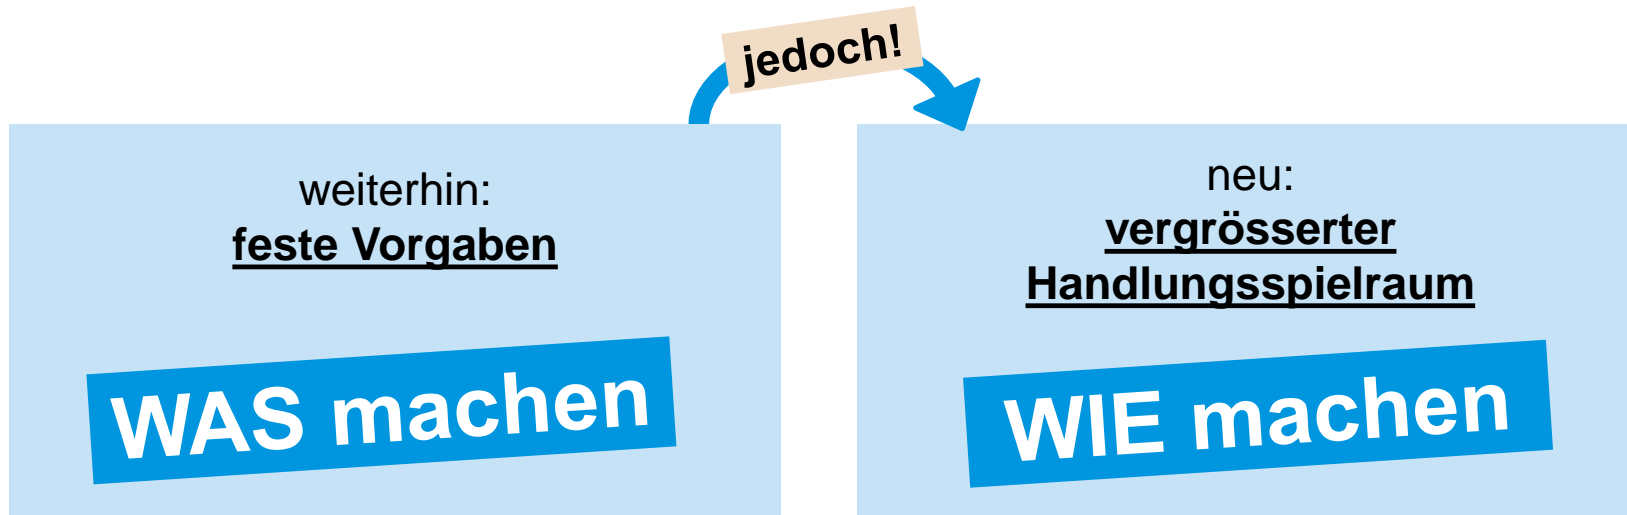 jedoch!
weiterhin:
feste Vorgaben
WAS machen
neu:
vergrösserter
Handlungsspielraum
WIE machen